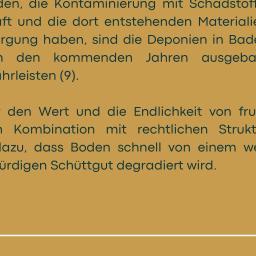 den, die Kontaminierung mit Schadstoff
ft und die dort entstehenden Materiali
rgung haben, sind die Deponien in Bade
n den kommenden Jahren ausgeba
hrleisten (9).
den Wert und die Endlichkeit von fru
n Kombination mit rechtlichen Strukt
dazu, dass Boden schnell von einem we
ürdigen Schüttgut degradiert wird.